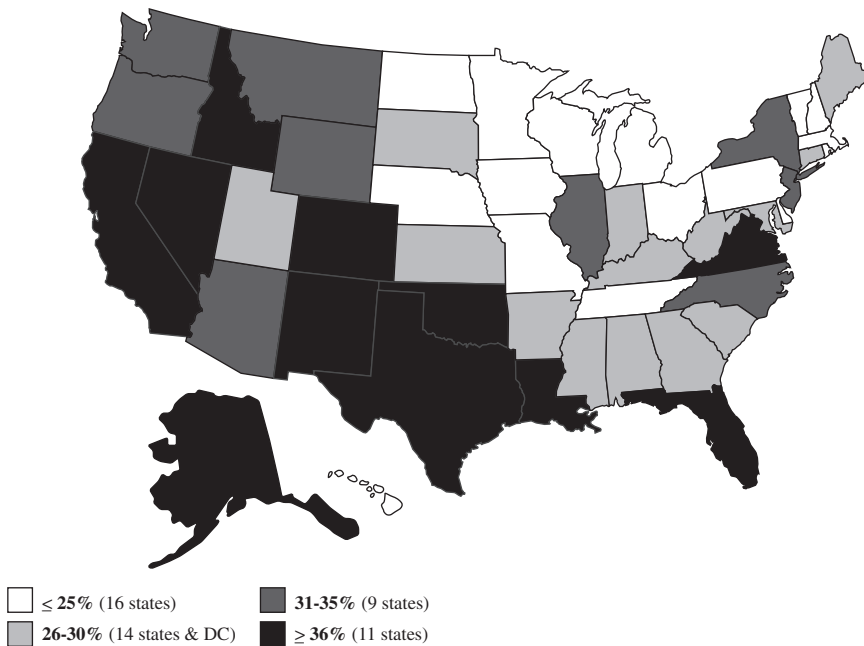 ≤ 25% (16 states)
31-35% (9 states)
26-30% (14 states & DC)
≥ 36% (11 states)